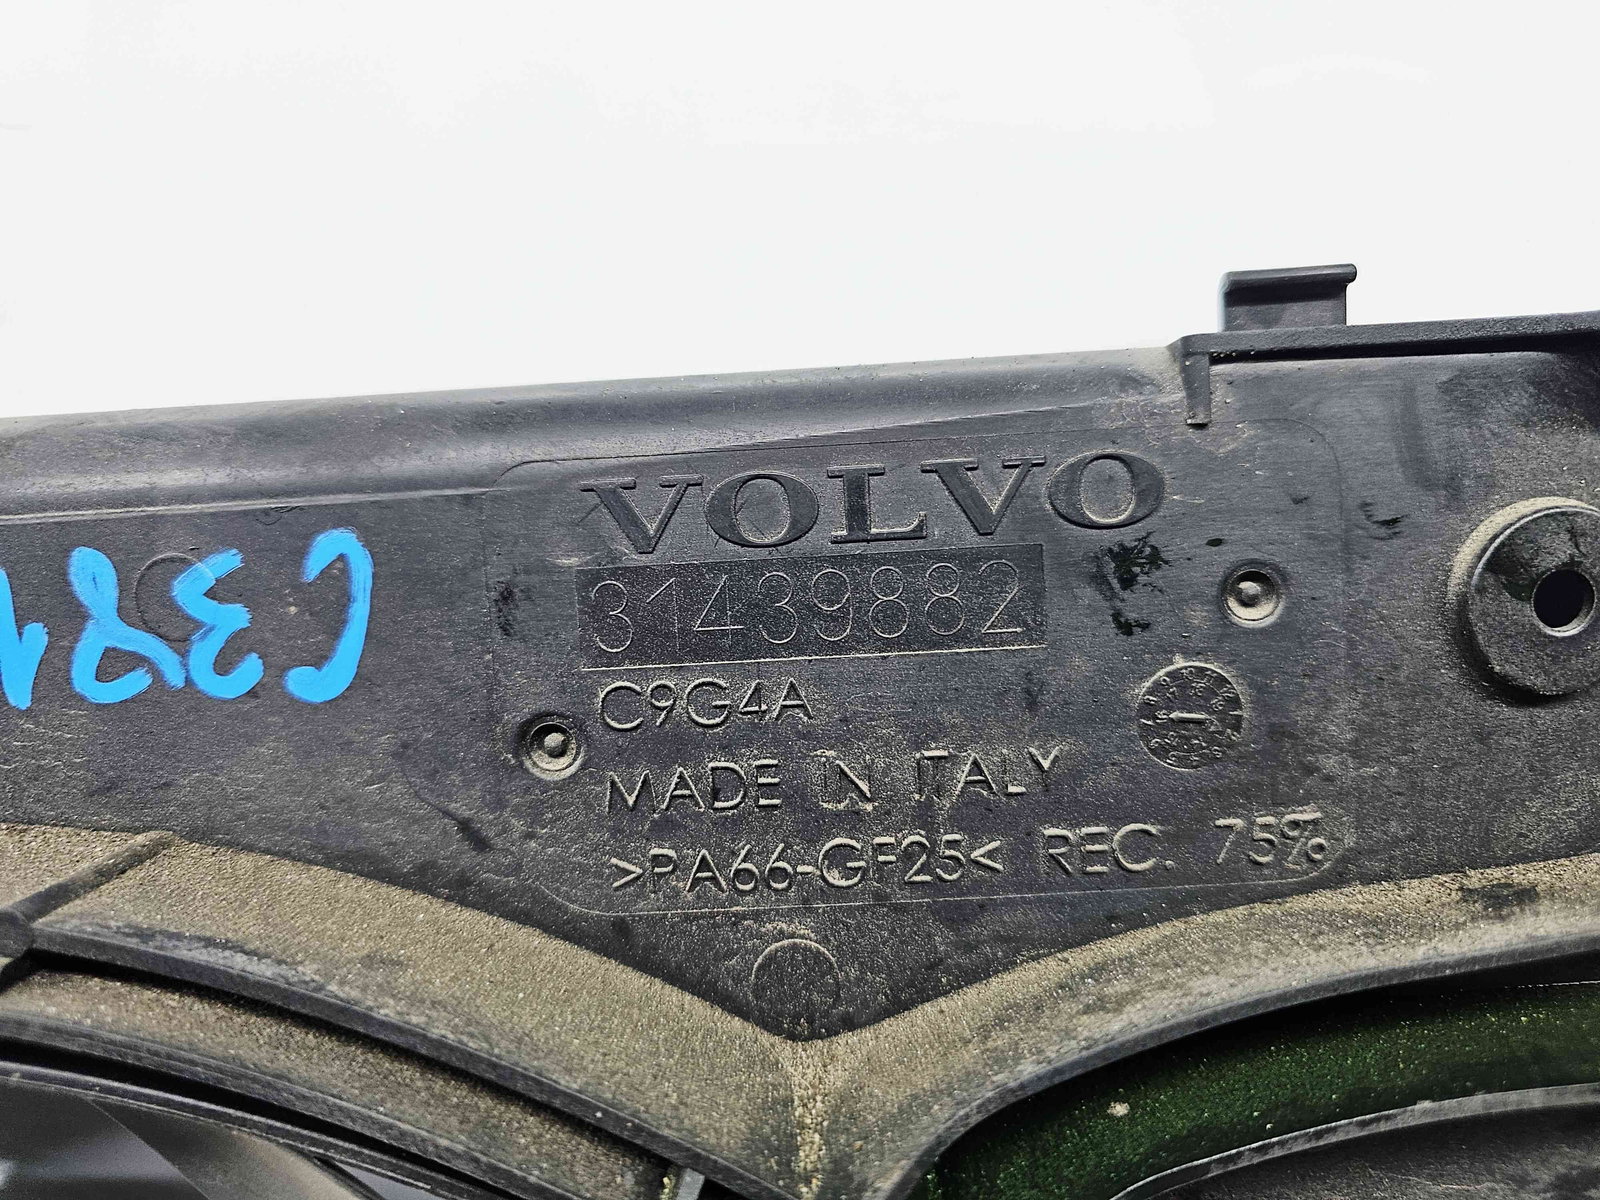 VOLVO
31439882
C9G4A
MADE IN ITALY
>PA66-GF25< REC. 75%